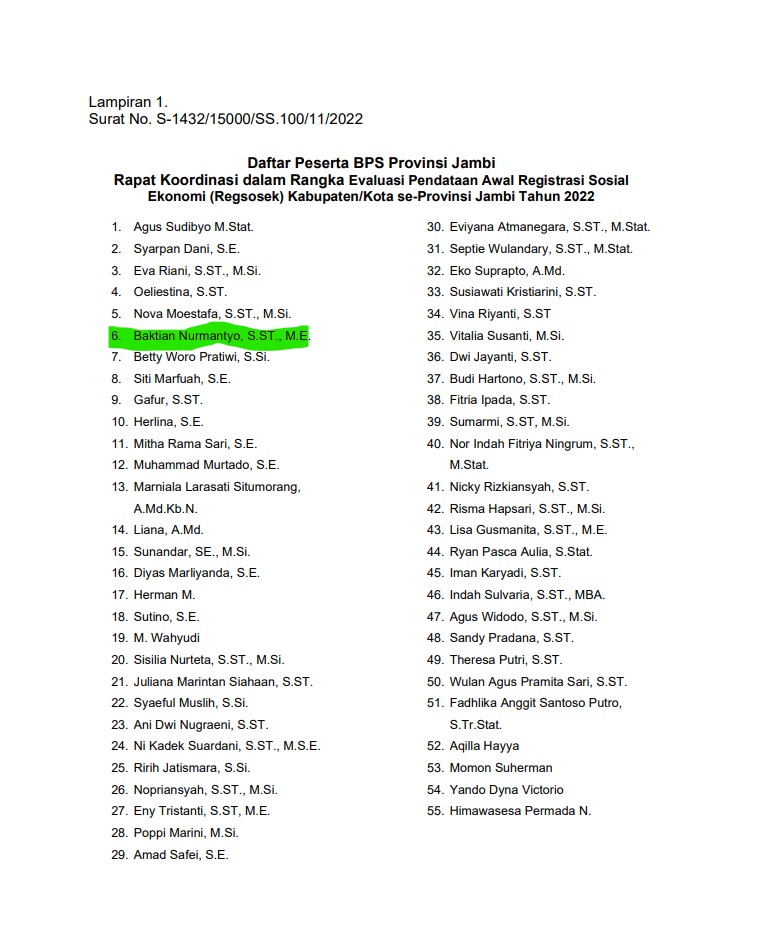 Lampiran 1.
Surat No. S-1432/15000/SS.100/11/2022
Daftar Peserta BPS Provinsi Jambi
Rapat Koordinasi dalam Rangka Evaluasi Pendataan Awal Registrasi Sosial
Ekonomi (Regsosek) Kabupaten/Kota se-Provinsi Jambi Tahun 2022
1. Agus Sudibyo M.Stat.
2. Syarpan Dani, S.E.
3. Eva Riani, S.ST., M.Si.
4. Oeliestina, S.ST.
5. Nova Moestafa, S.ST., M.Si.
6. Baktian Nurmantyo, S.ST., M.E.
7. Betty Woro Pratiwi, S.Si.
8. Siti Marfuah, S.E.
9. Gafur, S.ST.
10. Herlina, S.E.
11. Mitha Rama Sari, S.E.
12. Muhammad Murtado, S.E.
13. Marniala Larasati Situmorang,
A.Md.Kb.N.
14. Liana, A.Md.
15. Sunandar, SE., M.Si.
16. Diyas Marliyanda, S.E.
17. Herman M.
18. Sutino, S.E.
19. M. Wahyudi
20. Sisilia Nurteta, S.ST., M.Si.
21. Juliana Marintan Siahaan, S.ST.
22. Syaeful Muslih, S.Si.
23. Ani Dwi Nugraeni, S.ST.
24. Ni Kadek Suardani, S.ST., M.S.E.
25. Ririh Jatismara, S.Si.
26. Nopriansyah, S.ST., M.Si.
27. Eny Tristanti, S.ST, M.E.
28. Poppi Marini, M.Si.
29. Amad Safei, S.E.
30. Eviyana Atmanegara, S.ST., M.Stat.
31. Septie Wulandary, S.ST., M.Stat.
32. Eko Suprapto, A.Md.
33. Susiawati Kristiarini, S.ST.
34. Vina Riyanti, S.ST
35. Vitalia Susanti, M.Si.
36. Dwi Jayanti, S.ST.
37. Budi Hartono, S.ST., M.Si.
38. Fitria Ipada, S.ST.
39. Sumarmi, S.ST, M.Si.
40. Nor Indah Fitriya Ningrum, S.ST.,
M.Stat.
41. Nicky Rizkiansyah, S.ST.
42. Risma Hapsari, S.ST., M.Si.
43. Lisa Gusmanita, S.ST., M.E.
44. Ryan Pasca Aulia, S.Stat.
45. Iman Karyadi, S.ST.
46. Indah Sulvaria, S.ST., MBA.
47. Agus Widodo, S.ST., M.Si.
48. Sandy Pradana, S.ST.
49. Theresa Putri, S.ST.
50. Wulan Agus Pramita Sari, S.ST.
51. Fadhlika Anggit Santoso Putro,
S.Tr.Stat.
52. Aqilla Hayya
53. Momon Suherman
54. Yando Dyna Victorio
55. Himawasesa Permada N.